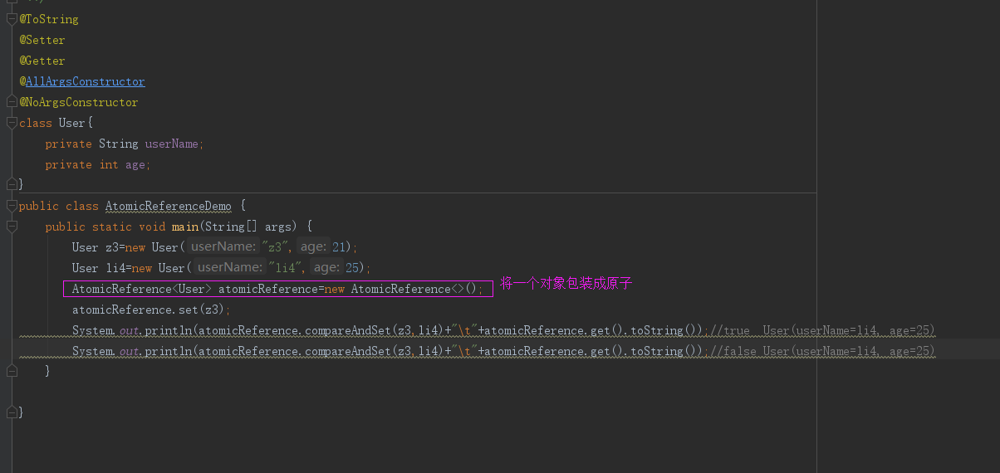 @ToString
@Setter
@Getter
@AllArgsConstructor
@NoArgsConstructor
class User{
private String userName;
private int age;
}
public class AtomicReferenceDemo {
public static void main(String[] args) {
User z3=new User( userName: "z3", age: 21);
User li4=new User( userName: "li4", age: 25);
AtomicReference<User> atomicReference=new AtomicReference<>(); 将一个对象包装成原子
atomicReference.set(z3);
System.out.println(atomicReference.compareAndSet(z3,li4)+"\t"+atomicReference.get().toString());//true User(userName=li4, age=25)
System.out.println(atomicReference.compareAndSet(z3,li4)+"\t"+atomicReference.get().toString());//false User(userName=li4, age=25)
}
}